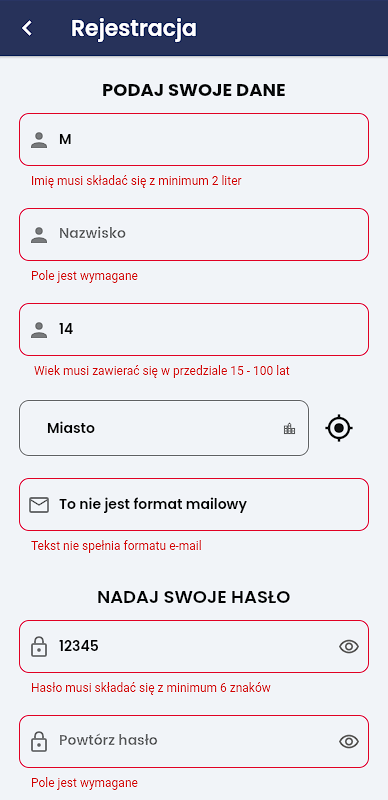 Rejestracja
PODAJ SWOJE DANE
M
Imię musi składać się z minimum 2 liter
Nazwisko
Pole jest wymagane
14
Wiek musi zawierać się w przedziale 15 - 100 lat
Miasto
To nie jest format mailowy
Tekst nie spełnia formatu e-mail
NADAJ SWOJE HASŁO
12345
Hasło musi składać się z minimum 6 znaków
Powtórz hasło
Pole jest wymagane